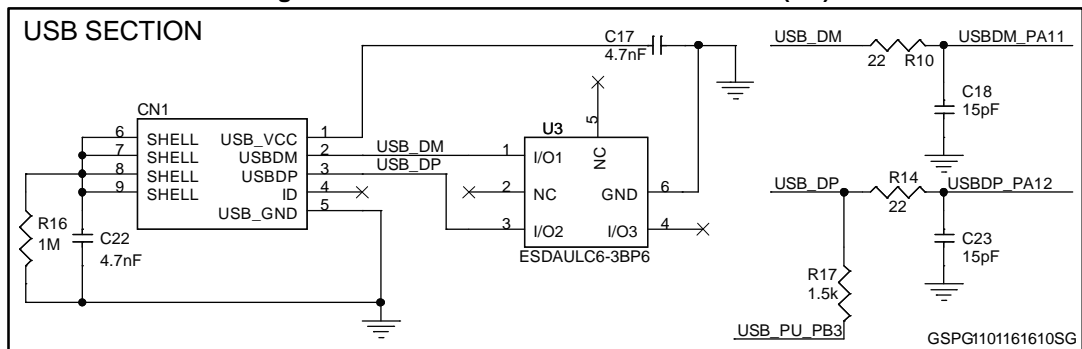 USB SECTION
C17
4.7nF
CN1
6 SHELL USB_VCC 1
7 SHELL USBDM 2 USB_DM
8 SHELL USBDP 3 USB_DP
9 SHELL ID 4
USB_GND 5
R16
1M
C22
4.7nF
U3
5
NC
1 I/O1
2 NC GND 6
3 I/O2 I/O3 4
ESDAULC6-3BP6
USB_DM USBDM_PA11
22 R10
C18
15pF
USB_DP R14 USBDP_PA12
22
C23
15pF
R17
1.5k
USB_PU_PB3
GSPG1101161610SG